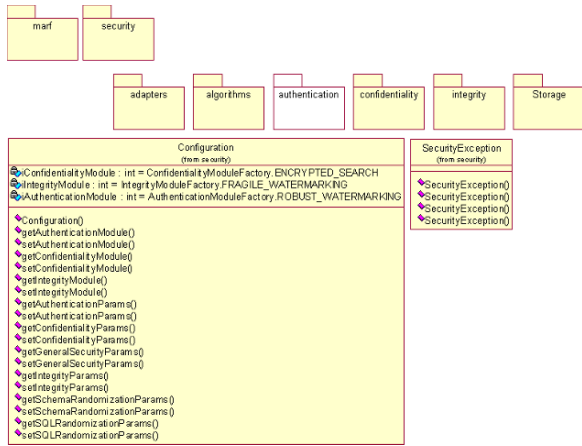 marf
security
adapters
algorithms
authentication
confidentiality
integrity
Storage
Configuration
(from security)
iConfidentialityModule : int = ConfidentialityModuleFactory.ENCRYPTED_SEARCH
iIntegrityModule : int = IntegrityModuleFactory.FRAGILE_WATERMARKING
iAuthenticationModule : int = AuthenticationModuleFactory.ROBUST_WATERMARKING
Configuration()
getAuthenticationModule()
setAuthenticationModule()
getConfidentialityModule()
setConfidentialityModule()
getIntegrityModule()
setIntegrityModule()
getAuthenticationParams()
setAuthenticationParams()
getConfidentialityParams()
setConfidentialityParams()
getGeneralSecurityParams()
setGeneralSecurityParams()
getIntegrityParams()
setIntegrityParams()
getSchemaRandomizationParams()
setSchemaRandomizationParams()
getSQLRandomizationParams()
setSQLRandomizationParams()
SecurityException
(from security)
SecurityException()
SecurityException()
SecurityException()
SecurityException()